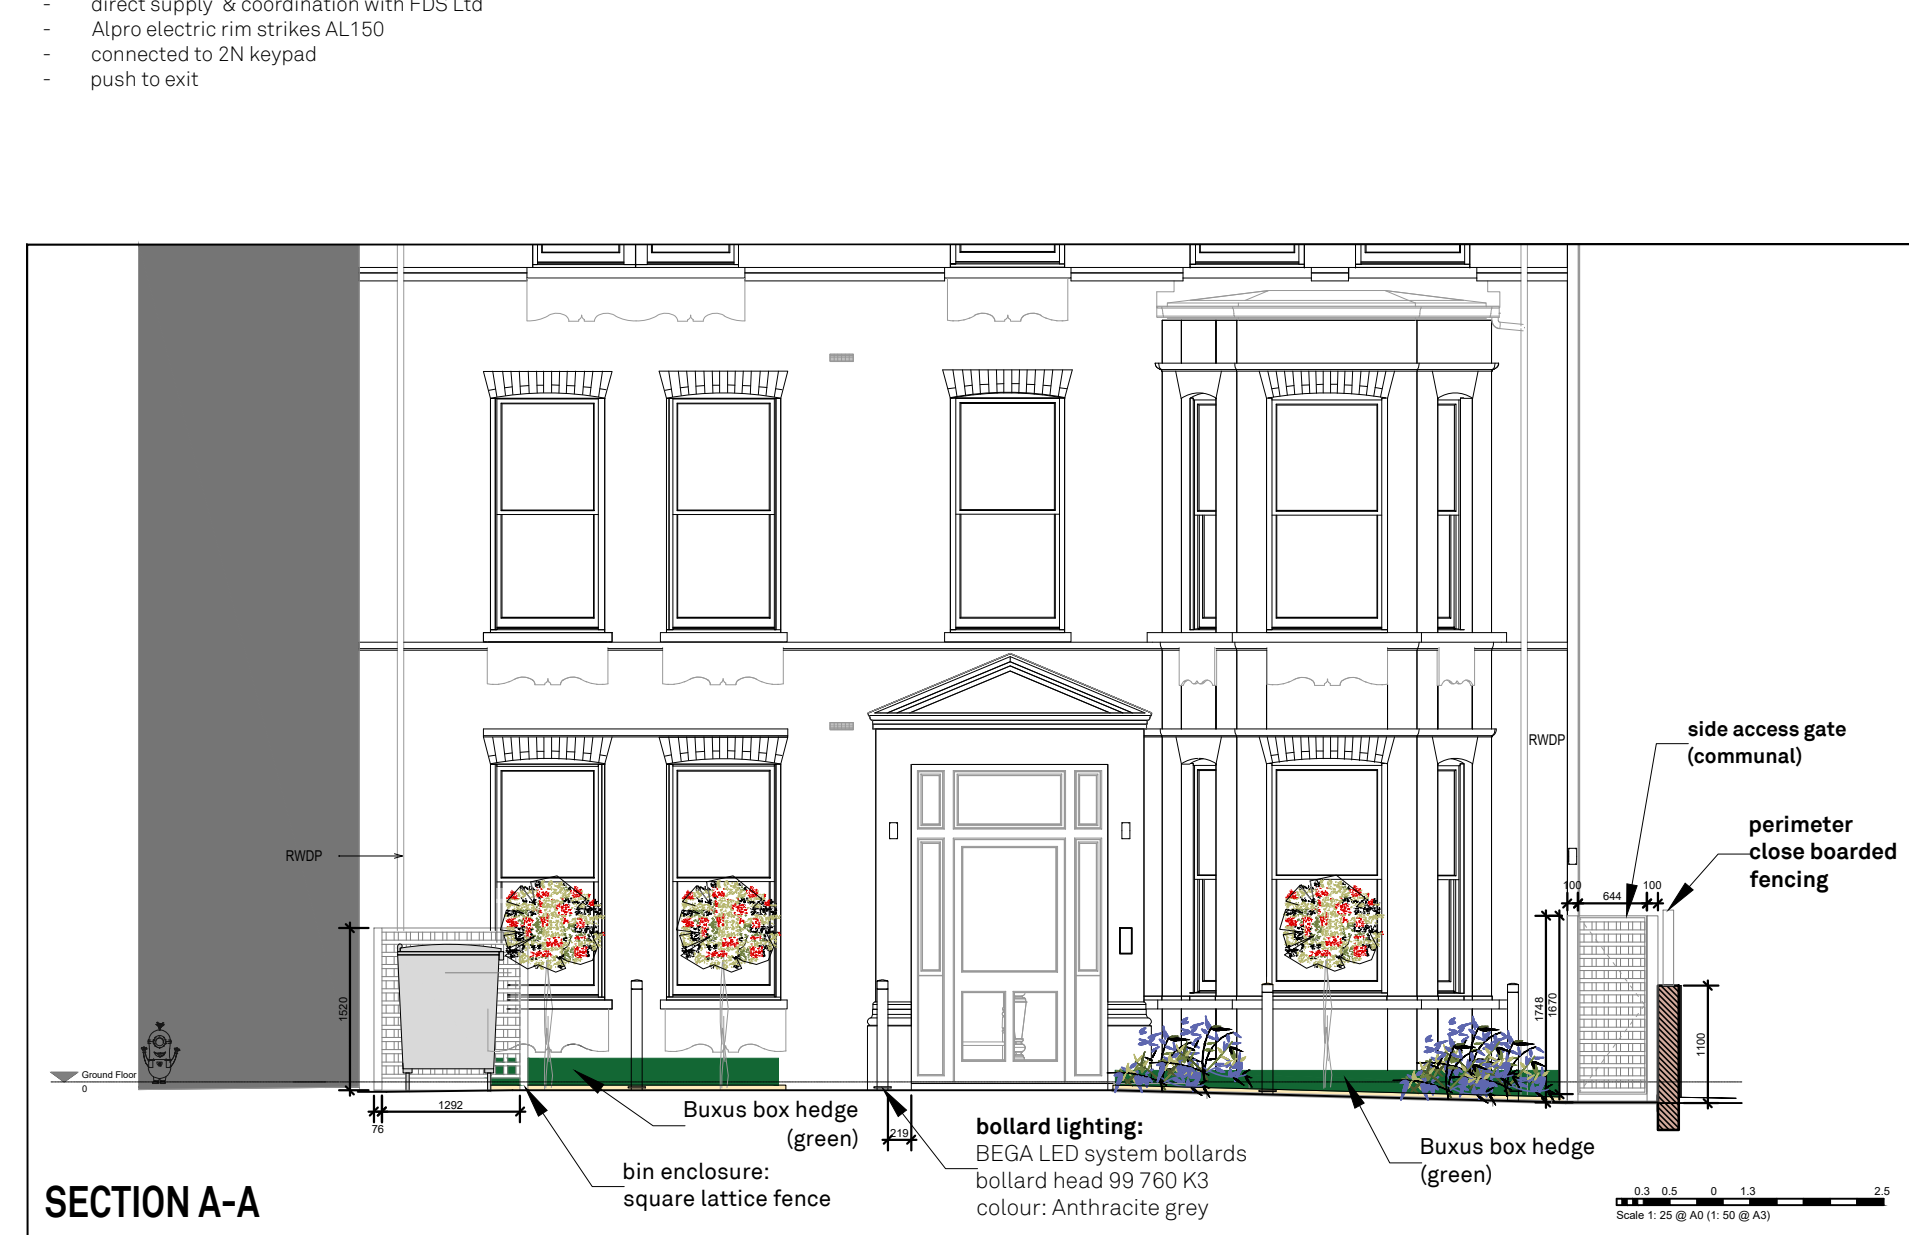 - direct supply & coordination with FDS Ltd
- Alpro electric rim strikes AL150
- connected to 2N keypad
- push to exit
RWDP
side access gate
(communal)
perimeter
close boarded
fencing
RWDP
100
644
100
1520
1748
1670
1100
Ground Floor
0
1292
76
219
Buxus box hedge
(green)
bin enclosure:
square lattice fence
bollard lighting:
BEGA LED system bollards
bollard head 99 760 K3
colour: Anthracite grey
Buxus box hedge
(green)
SECTION A-A
0.3 0.5 0 1.3 2.5
Scale 1: 25 @ A0 (1: 50 @ A3)